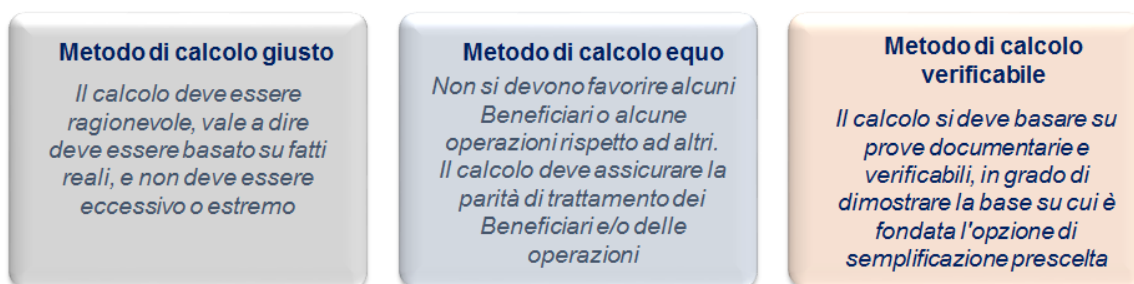 Metodo di calcolo giusto
Il calcolo deve essere
ragionevole, vale a dire
deve essere basato su fatti
reali, e non deve essere
eccessivo o estremo
Metodo di calcolo equo
Non si devono favorire alcuni
Beneficiari o alcune
operazioni rispetto ad altri.
Il calcolo deve assicurare la
parità di trattamento dei
Beneficiari e/o delle
operazioni
Metodo di calcolo
verificabile
Il calcolo si deve basare su
prove documentarie e
verificabili, in grado di
dimostrare la base su cui è
fondata l'opzione di
semplificazione prescelta